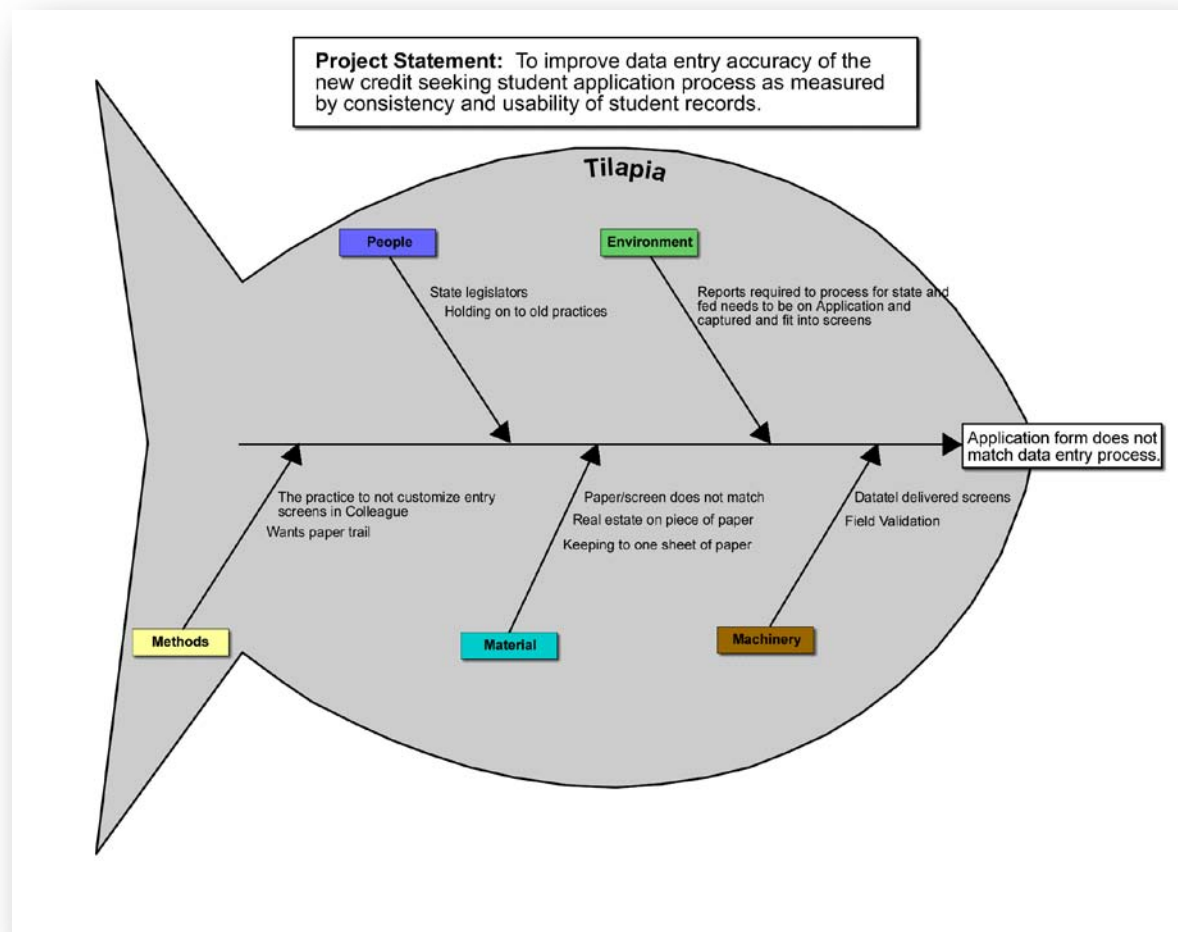 Project Statement: To improve data entry accuracy of the
new credit seeking student application process as measured
by consistency and usability of student records.
Tilapia
People
Environment
State legislators
Holding on to old practices
Reports required to process for state and
fed needs to be on Application and
captured and fit into screens
Application form does not
match data entry process.
The practice to not customize entry
screens in Colleague
Wants paper trail
Paper/screen does not match
Real estate on piece of paper
Keeping to one sheet of paper
Datatel delivered screens
Field Validation
Methods
Material
Machinery